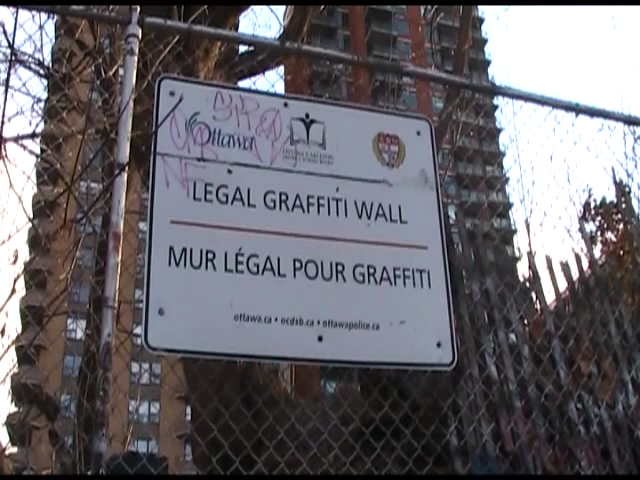 Ottawa
LEGAL GRAFFITI WALL
MUR LÉGAL POUR GRAFFITI
ottawa.ca • ocdsb.ca • ottawapolice.ca